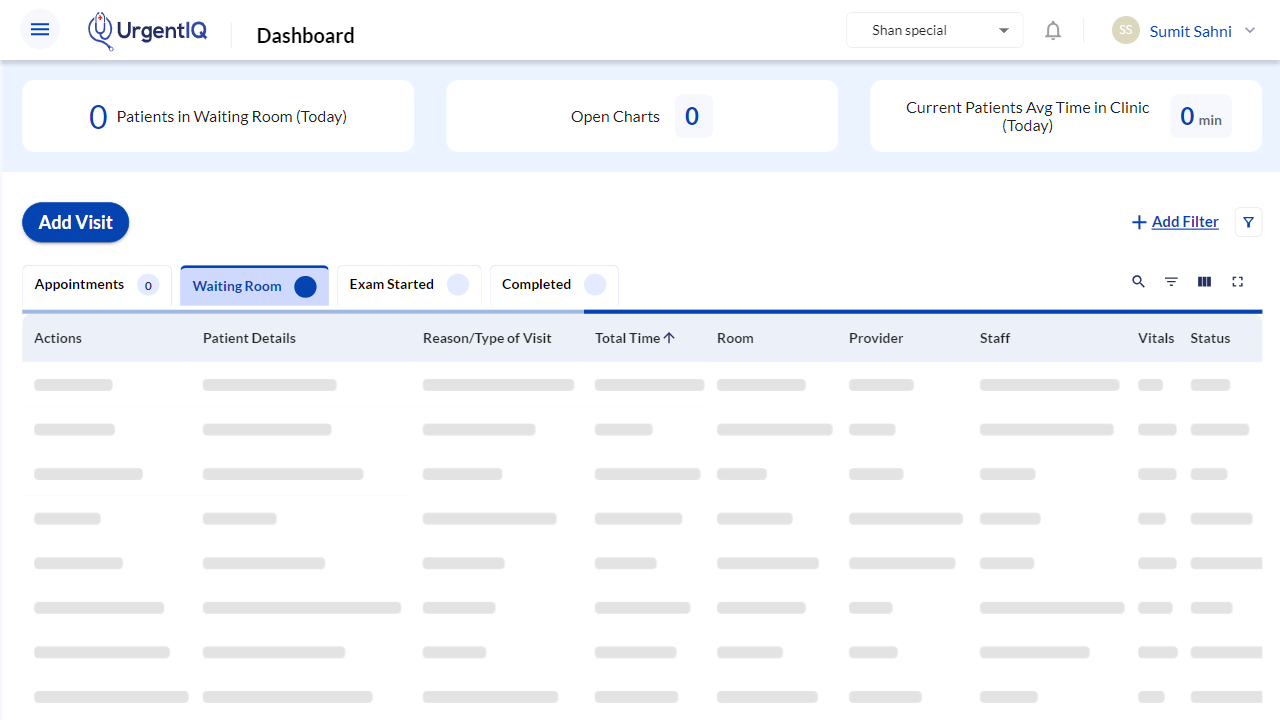 UrgentIQ
Dashboard
Shan special
SS
Sumit Sahni
0 Patients in Waiting Room (Today)
Open Charts 0
Current Patients Avg Time in Clinic
(Today)
0 min
Add Visit
Add Filter
Appointments 0
Waiting Room
Exam Started
Completed
Actions
Patient Details
Reason/Type of Visit
Total Time
Room
Provider
Staff
Vitals
Status